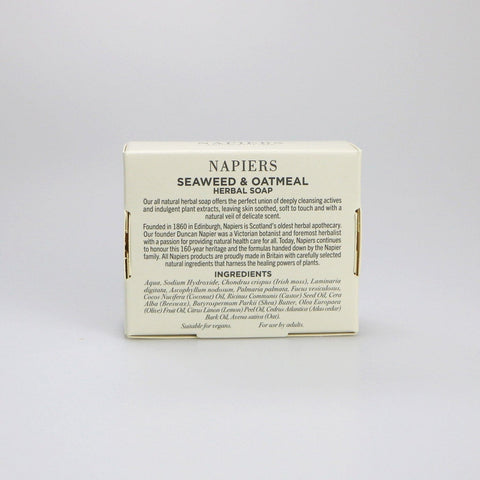 NAPIERS
NAPIERS
SEAWEED & OATMEAL
HERBAL SOAP
Our all natural herbal soap offers the perfect union of deeply cleansing actives
and indulgent plant extracts, leaving skin soothed, soft to touch and with a
natural veil of delicate scent.
Founded in 1860 in Edinburgh, Napiers is Scotland's oldest herbal apothecary.
Our founder Duncan Napier was a Victorian botanist and foremost herbalist
with a passion for providing natural health care for all. Today, Napiers continues
to honour this 160-year heritage and the formulas handed down by the Napier
family. All Napiers products are proudly made in Britain with carefully selected
natural ingredients that harness the healing powers of plants.
INGREDIENTS
Aqua, Sodium Hydroxide, Chondrus crispus (Irish moss), Laminaria
digitata, Ascophyllum nodosum, Palmaria palmata, Fucus vesiculosus,
Cocos Nucifera (Coconut) Oil, Ricinus Communis (Castor) Seed Oil, Cera
Alba (Beeswax), Butyrospermum Parkii (Shea) Butter, Olea Europaea
(Olive) Fruit Oil, Citrus Limon (Lemon) Peel Oil, Cedrus Atlantica (Atlas cedar)
Bark Oil, Avena sativa (Oat).
Suitable for vegans. For use by adults.